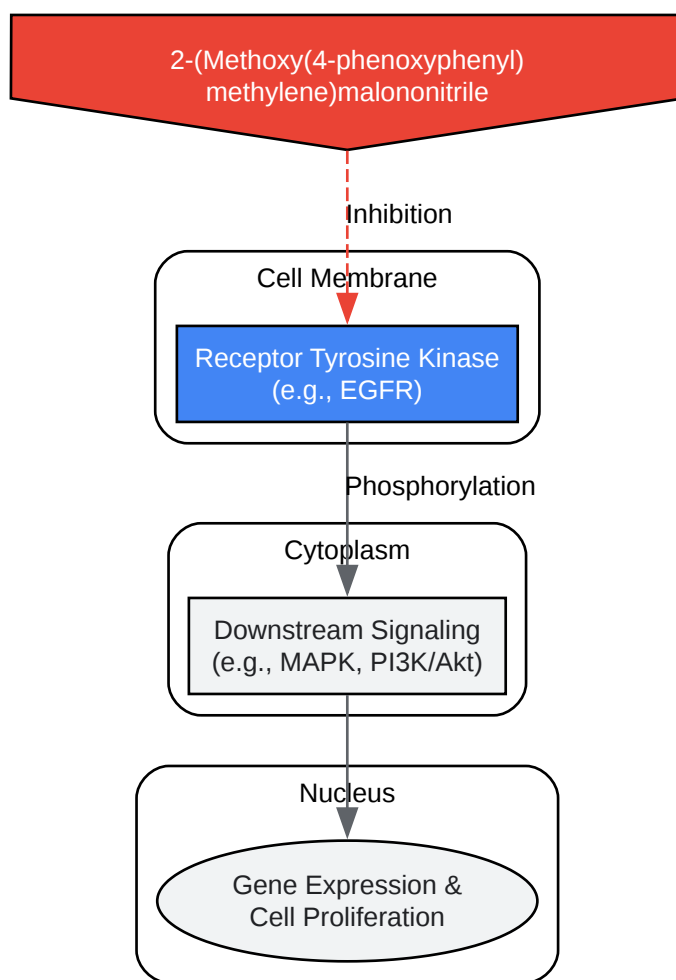 2-(Methoxy(4-phenoxyphenyl)
methylene)malononitrile
Inhibition
Cell Membrane
Receptor Tyrosine Kinase
(e.g., EGFR)
Phosphorylation
Cytoplasm
Downstream Signaling
(e.g., MAPK, PI3K/Akt)
Nucleus
Gene Expression &
Cell Proliferation